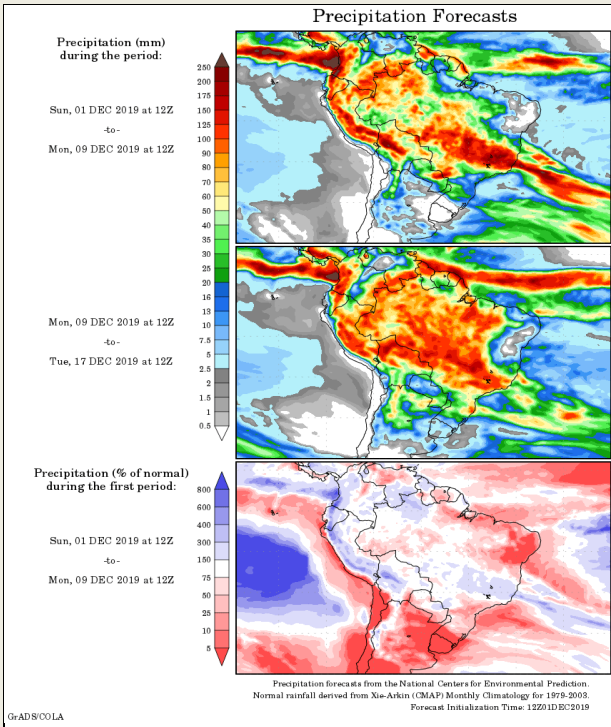 Precipitation Forecasts
Precipitation (mm)
during the period:
Sun, 01 DEC 2019 at 12Z
-to-
Mon, 09 DEC 2019 at 12Z
250
200
175
150
125
100
90
80
70
60
50
40
35
30
25
20
16
13
10
7.5
5
2.5
2
1.5
1
0.5
Mon, 09 DEC 2019 at 12Z
-to-
Tue, 17 DEC 2019 at 12Z
Precipitation (% of normal)
during the first period:
Sun, 01 DEC 2019 at 12Z
-to-
Mon, 09 DEC 2019 at 12Z
800
600
400
300
150
75
50
25
10
5
Precipitation forecasts from the National Centers for Environmental Prediction.
Normal rainfall derived from Xie-Arkin (CMAP) Monthly Climatology for 1979-2003.
Forecast Initialization Time: 12Z01DEC2019
GrADS/COLA